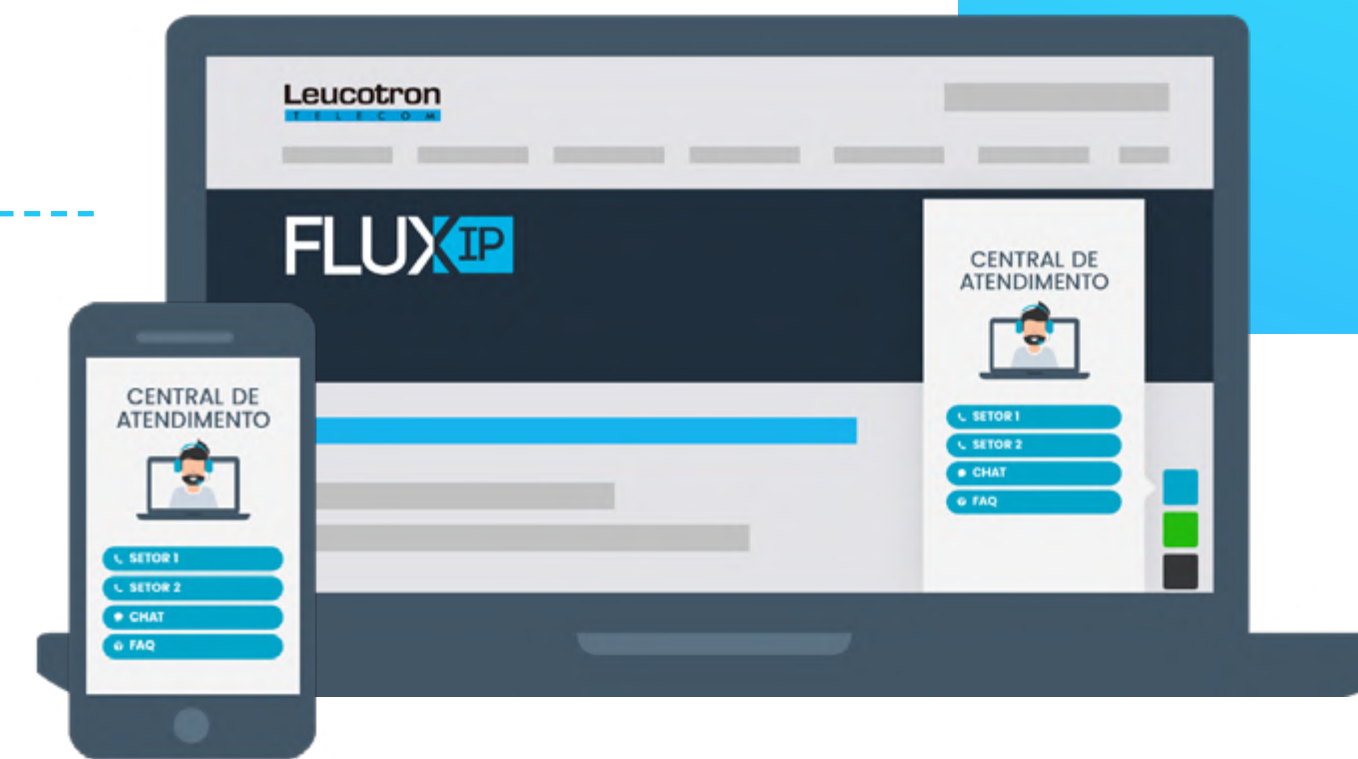 Leucotron
TELECOM
FLUX IP
CENTRAL DE
ATENDIMENTO
SETOR 1
SETOR 2
CHAT
FAQ
CENTRAL DE
ATENDIMENTO
SETOR 1
SETOR 2
CHAT
FAQ